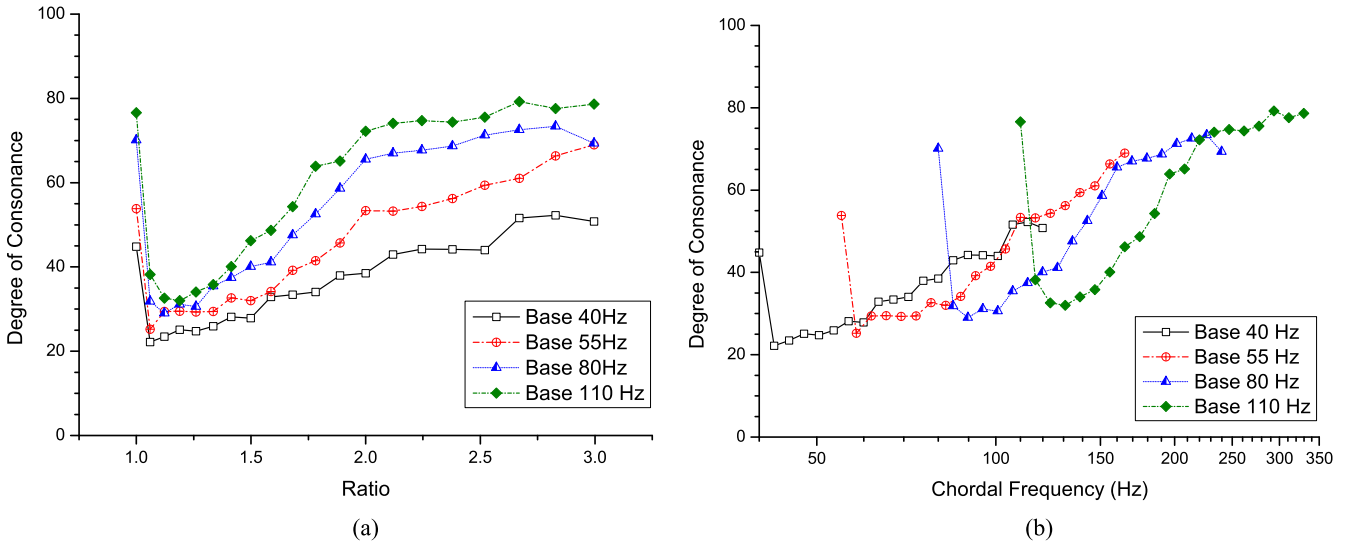 100
80
60
40
20
0
Degree of Consonance
1.0 1.5 2.0 2.5 3.0
Ratio
Base 40Hz
Base 55Hz
Base 80Hz
Base 110 Hz
(a)
100
80
60
40
20
0
Degree of Consonance
50 100 150 200 250 300 350
Chordal Frequency (Hz)
Base 40 Hz
Base 55 Hz
Base 80 Hz
Base 110 Hz
(b)